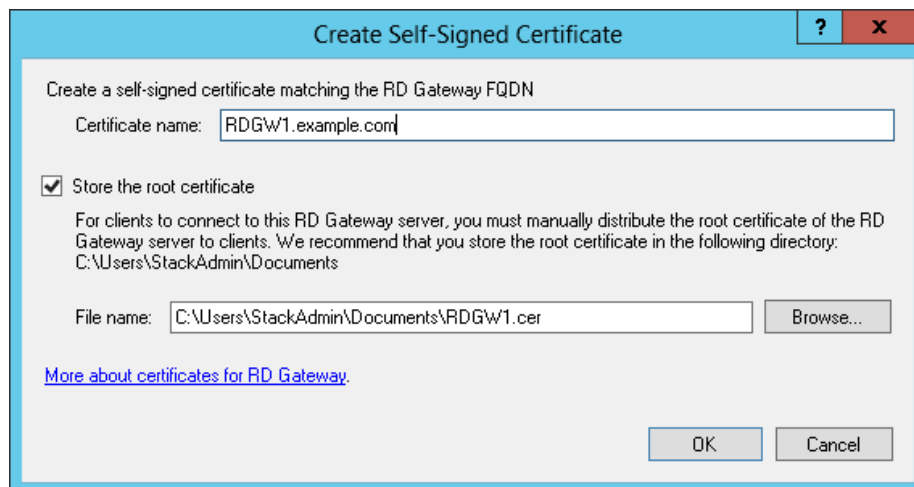 Create Self-Signed Certificate
? x
Create a self-signed certificate matching the RD Gateway FQDN
Certificate name: RDGW1.example.com
Store the root certificate
For clients to connect to this RD Gateway server, you must manually distribute the root certificate of the RD
Gateway server to clients. We recommend that you store the root certificate in the following directory:
C:\Users\StackAdmin\Documents
File name: C:\Users\StackAdmin\Documents\RDGW1.cer Browse...
More about certificates for RD Gateway.
OK Cancel